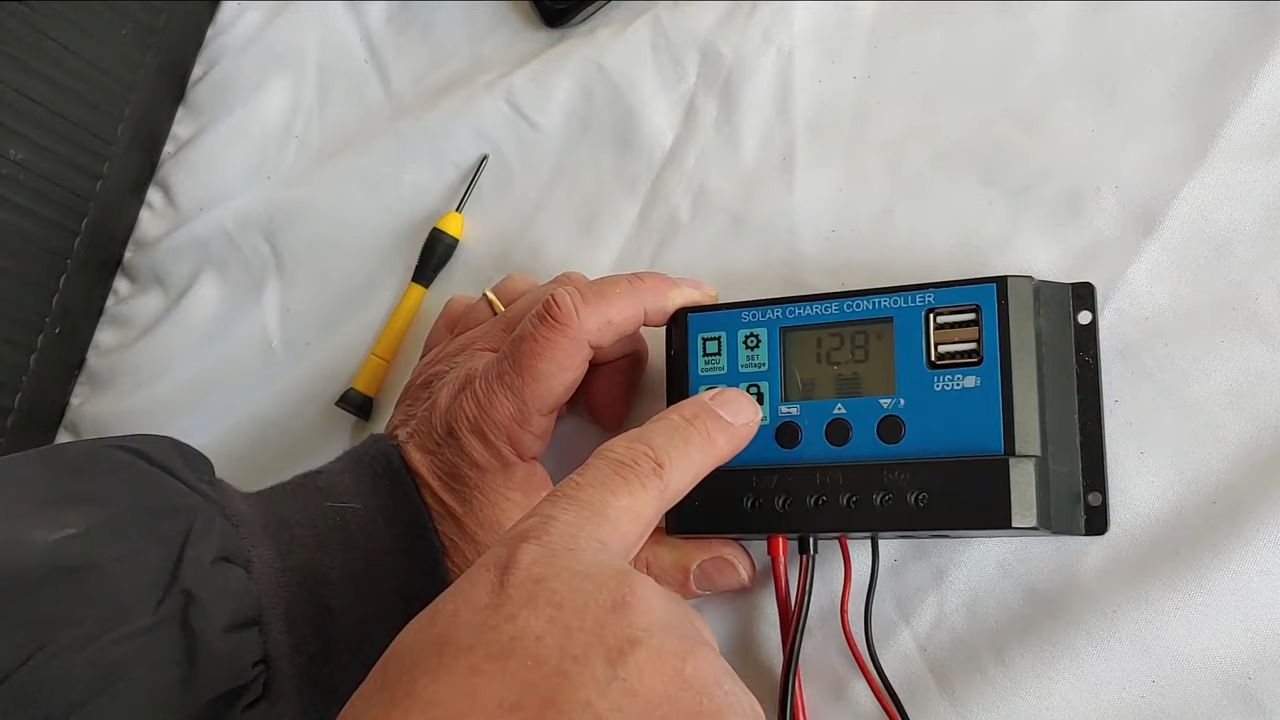 SOLAR CHARGE CONTROLLER
MCU
control
SET
voltage
12.8
USB